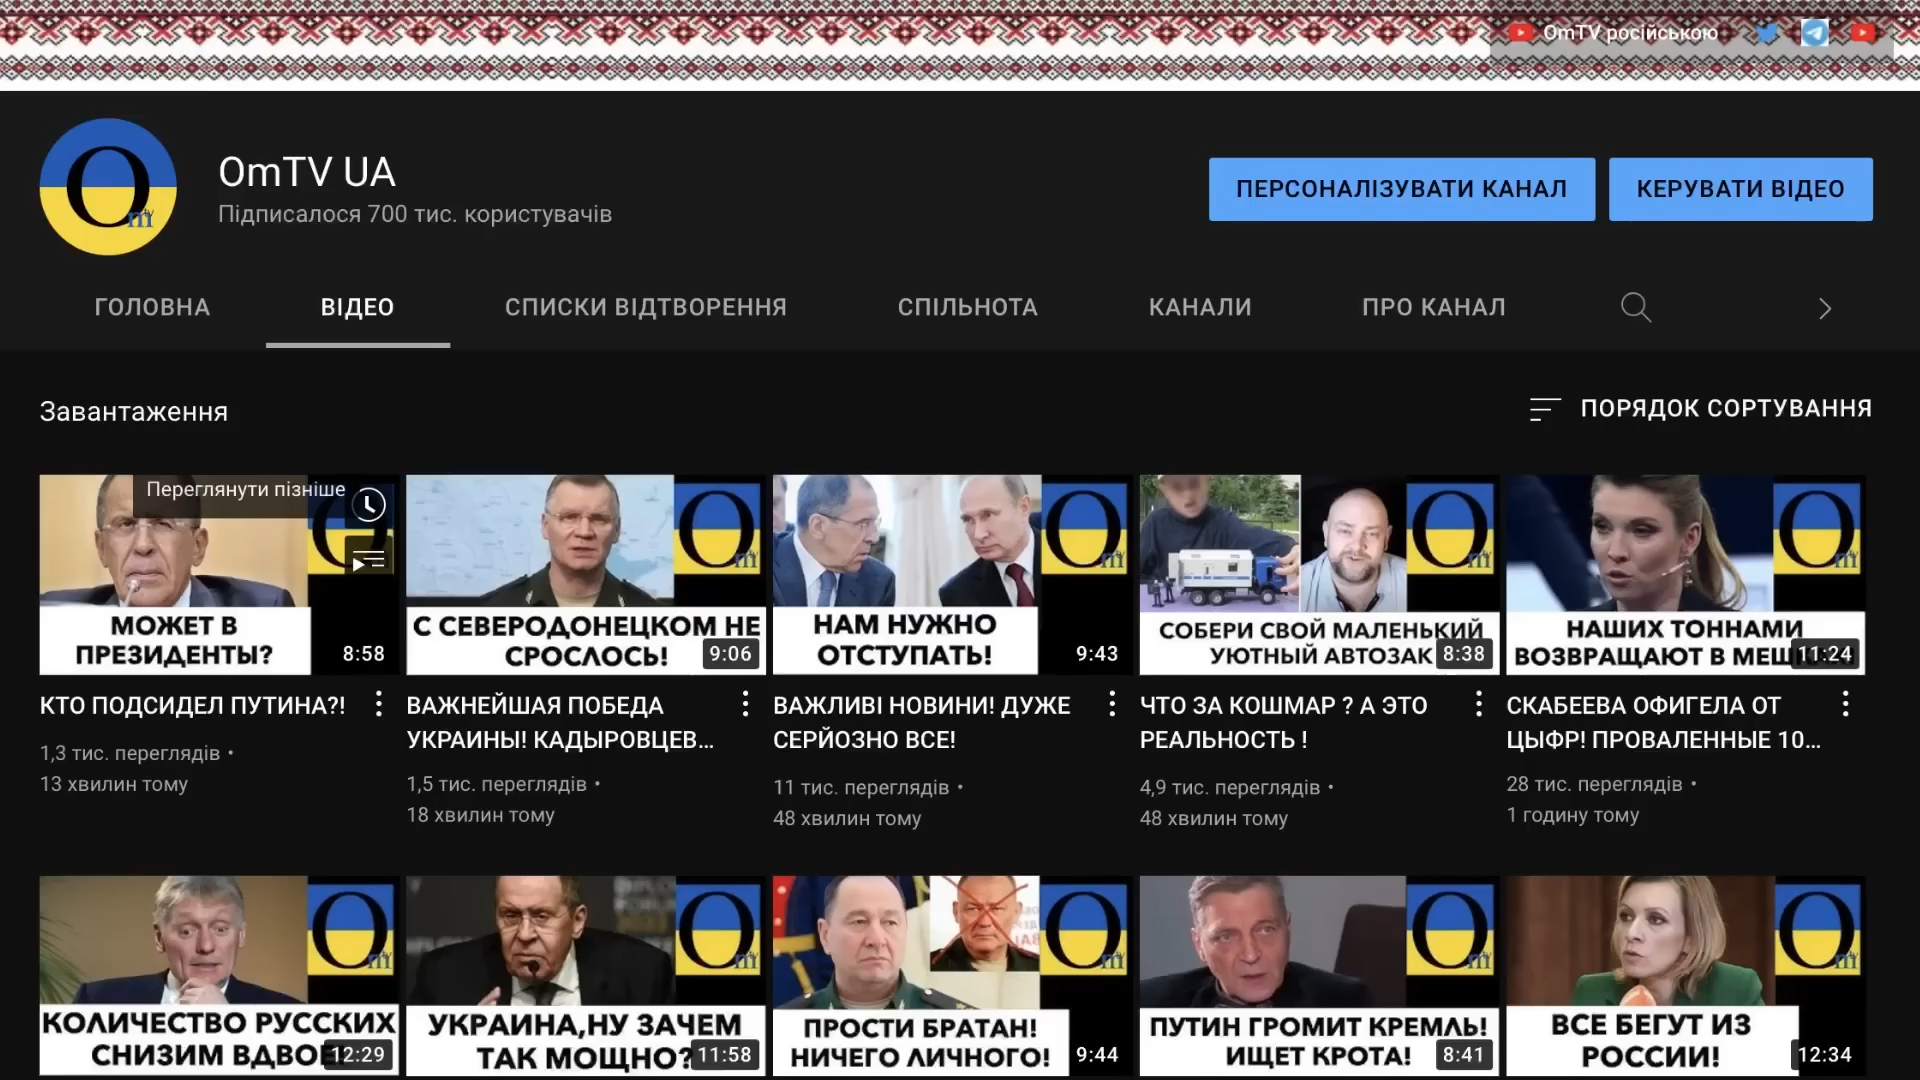 OmTV російською
OmTV UA
Підписалося 700 тис. користувачів
ПЕРСОНАЛІЗУВАТИ КАНАЛ
КЕРУВАТИ ВІДЕО
ГОЛОВНА
ВІДЕО
СПИСКИ ВІДТВОРЕННЯ
СПІЛЬНОТА
КАНАЛИ
ПРО КАНАЛ
Завантаження
ПОРЯДОК СОРТУВАННЯ
Переглянути пізніше
МОЖЕТ В
ПРЕЗИДЕНТЫ?
8:58
КТО ПОДСИДЕЛ ПУТИНА?!
1,3 тис. переглядів •
13 хвилин тому
С СЕВЕРОДОНЕЦКОМ НЕ
СРОСЛОСЬ!
9:06
ВАЖНЕЙШАЯ ПОБЕДА
УКРАИНЫ! КАДЫРОВЦЕВ...
1,5 тис. переглядів •
18 хвилин тому
НАМ НУЖНО
ОТСТУПАТЬ!
9:43
ВАЖЛИВІ НОВИНИ! ДУЖЕ
СЕРЙОЗНО ВСЕ!
11 тис. переглядів •
48 хвилин тому
СОБЕРИ СВОЙ МАЛЕНЬКИЙ
УЮТНЫЙ АВТОЗАК
8:38
ЧТО ЗА КОШМАР ? А ЭТО
РЕАЛЬНОСТЬ !
4,9 тис. переглядів •
48 хвилин тому
НАШИХ ТОННАМИ
ВОЗВРАЩАЮТ В
11:24
СКАБЕЕВА ОФИГЕЛА ОТ
ЦЫФР! ПРОВАЛЕННЫЕ 10...
28 тис. переглядів •
1 годину тому
КОЛИЧЕСТВО РУССКИХ
СНИЗИМ ВДВОЕ
12:29
УКРАИНА,НУ ЗАЧЕМ
ТАК МОЩНО?
11:58
ПРОСТИ БРАТАН!
НИЧЕГО ЛИЧНОГО!
9:44
ПУТИН ГРОМИТ КРЕМЛЬ!
ИЩЕТ КРОТА!
8:41
ВСЕ БЕГУТ ИЗ
РОССИИ!
12:34